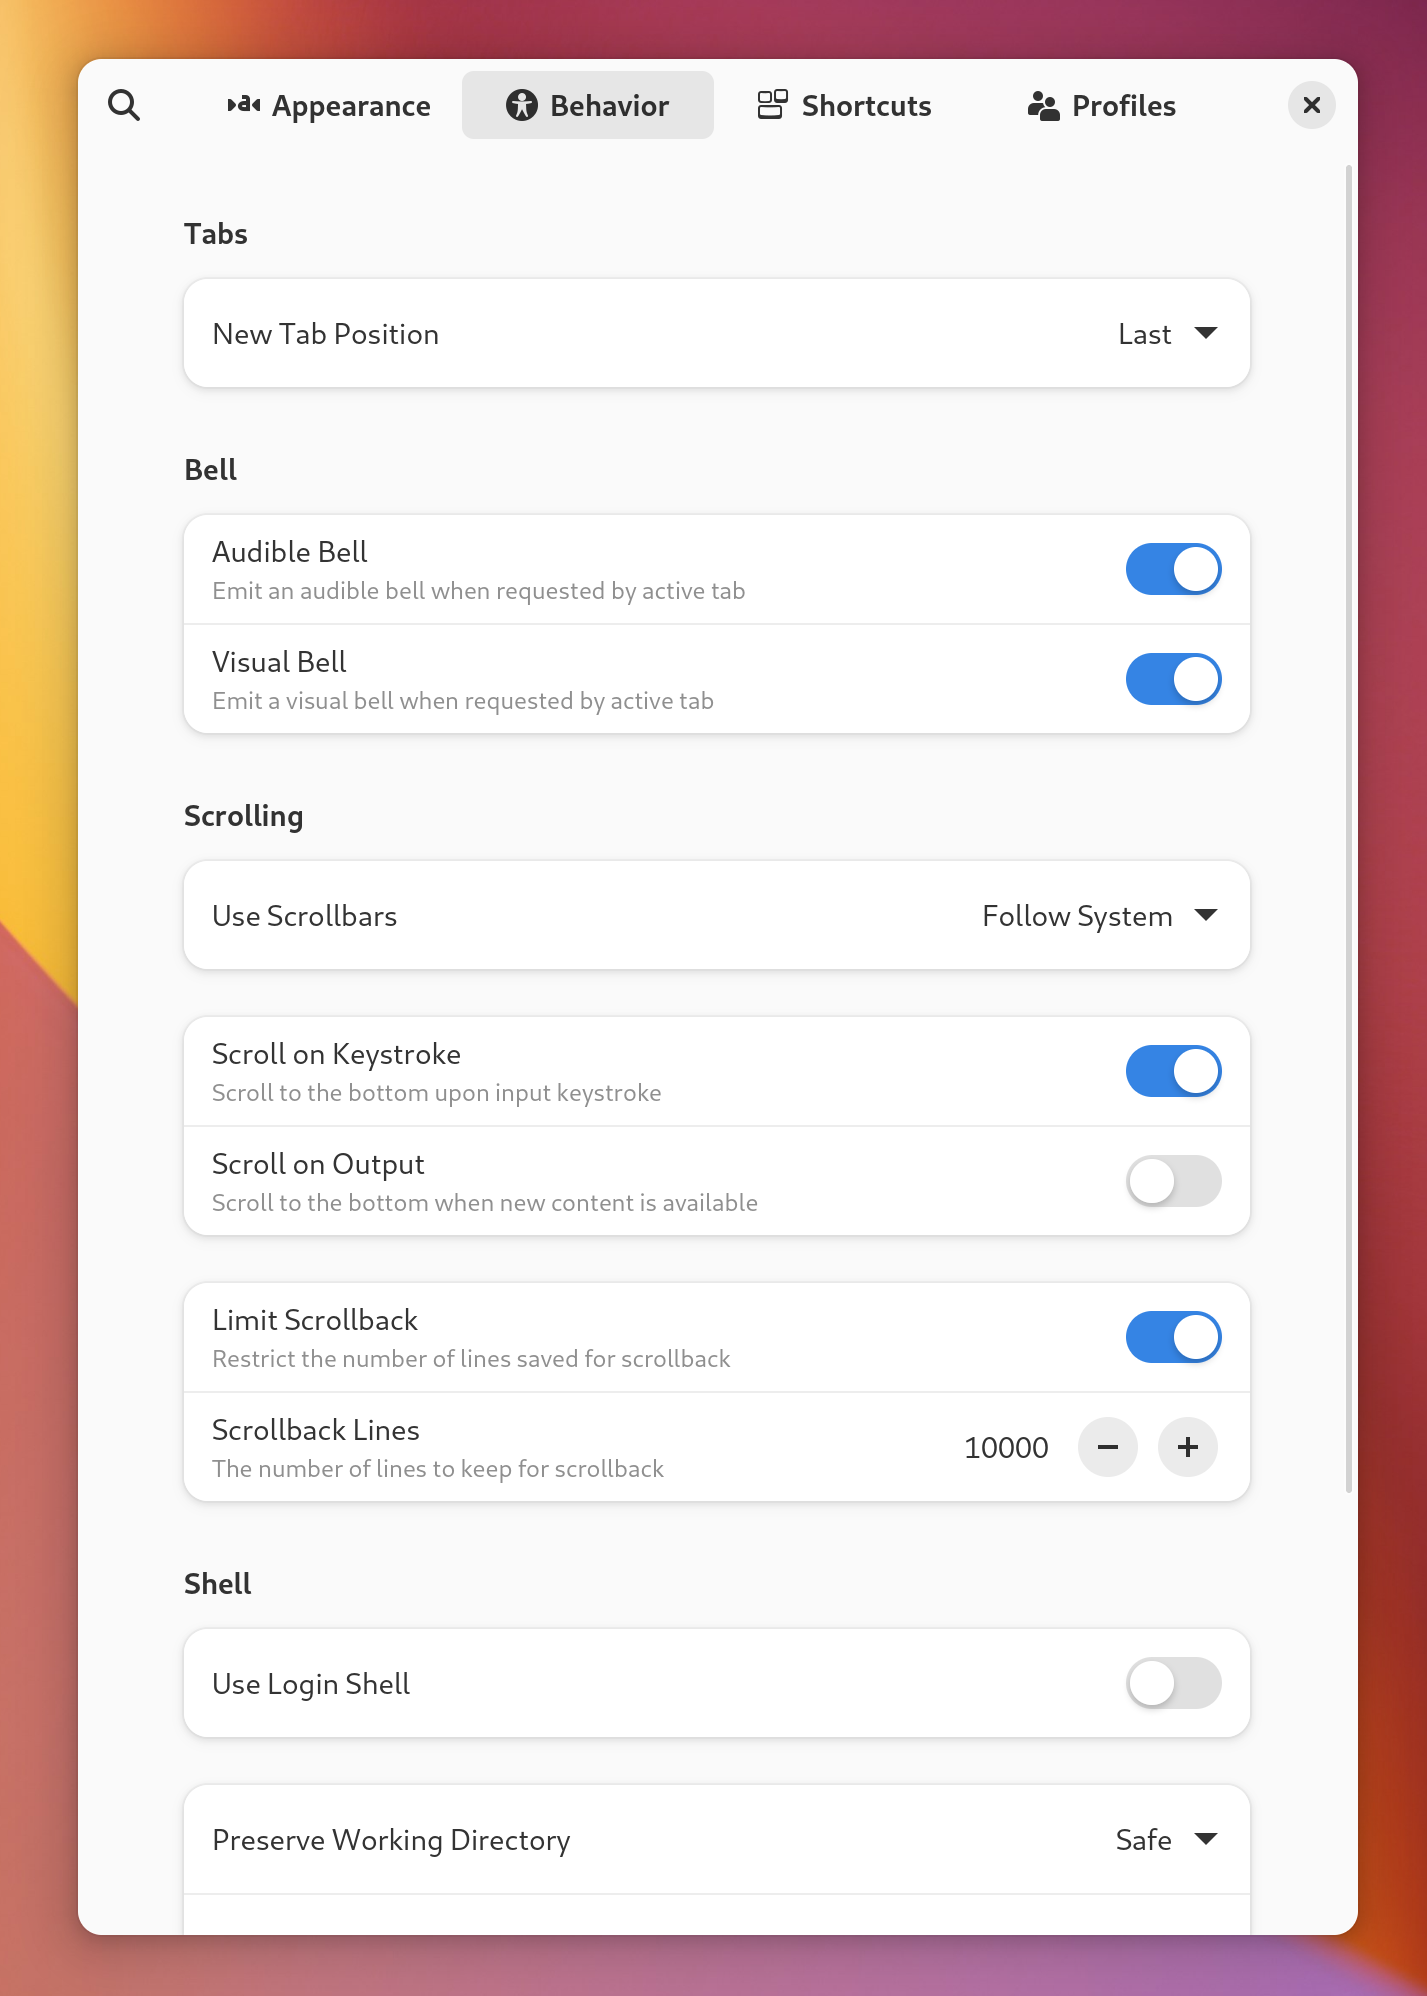 Appearance
Behavior
Shortcuts
Profiles
Tabs
New Tab Position
Last
Bell
Audible Bell
Emit an audible bell when requested by active tab
Visual Bell
Emit a visual bell when requested by active tab
Scrolling
Use Scrollbars
Follow System
Scroll on Keystroke
Scroll to the bottom upon input keystroke
Scroll on Output
Scroll to the bottom when new content is available
Limit Scrollback
Restrict the number of lines saved for scrollback
Scrollback Lines
The number of lines to keep for scrollback
10000
Shell
Use Login Shell
Preserve Working Directory
Safe